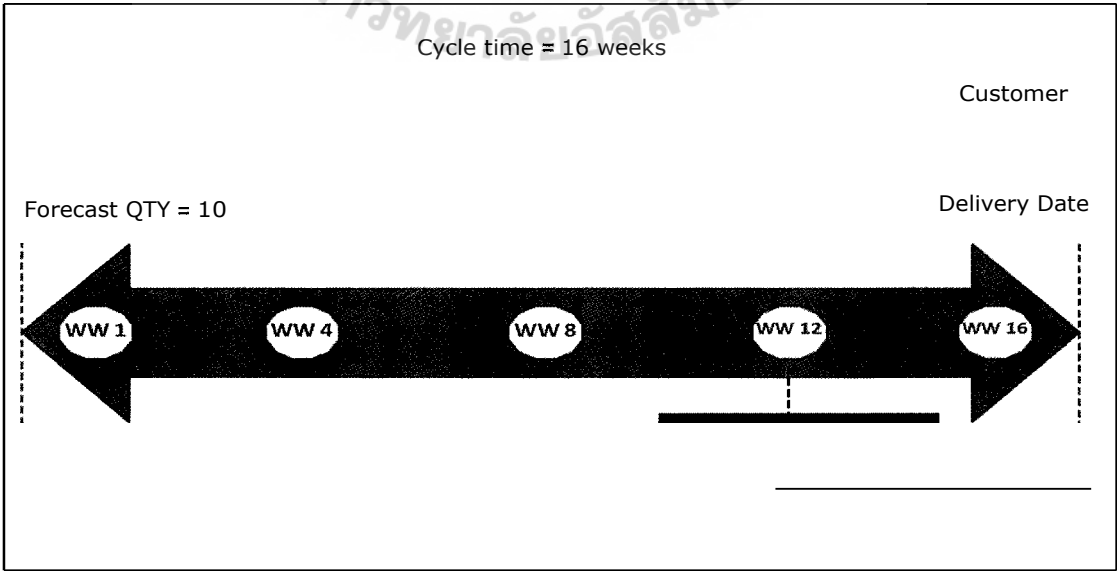 Cycle time = 16 weeks
Customer
Forecast QTY = 10
Delivery Date
WW 1
WW 4
WW 8
WW 12
WW 16